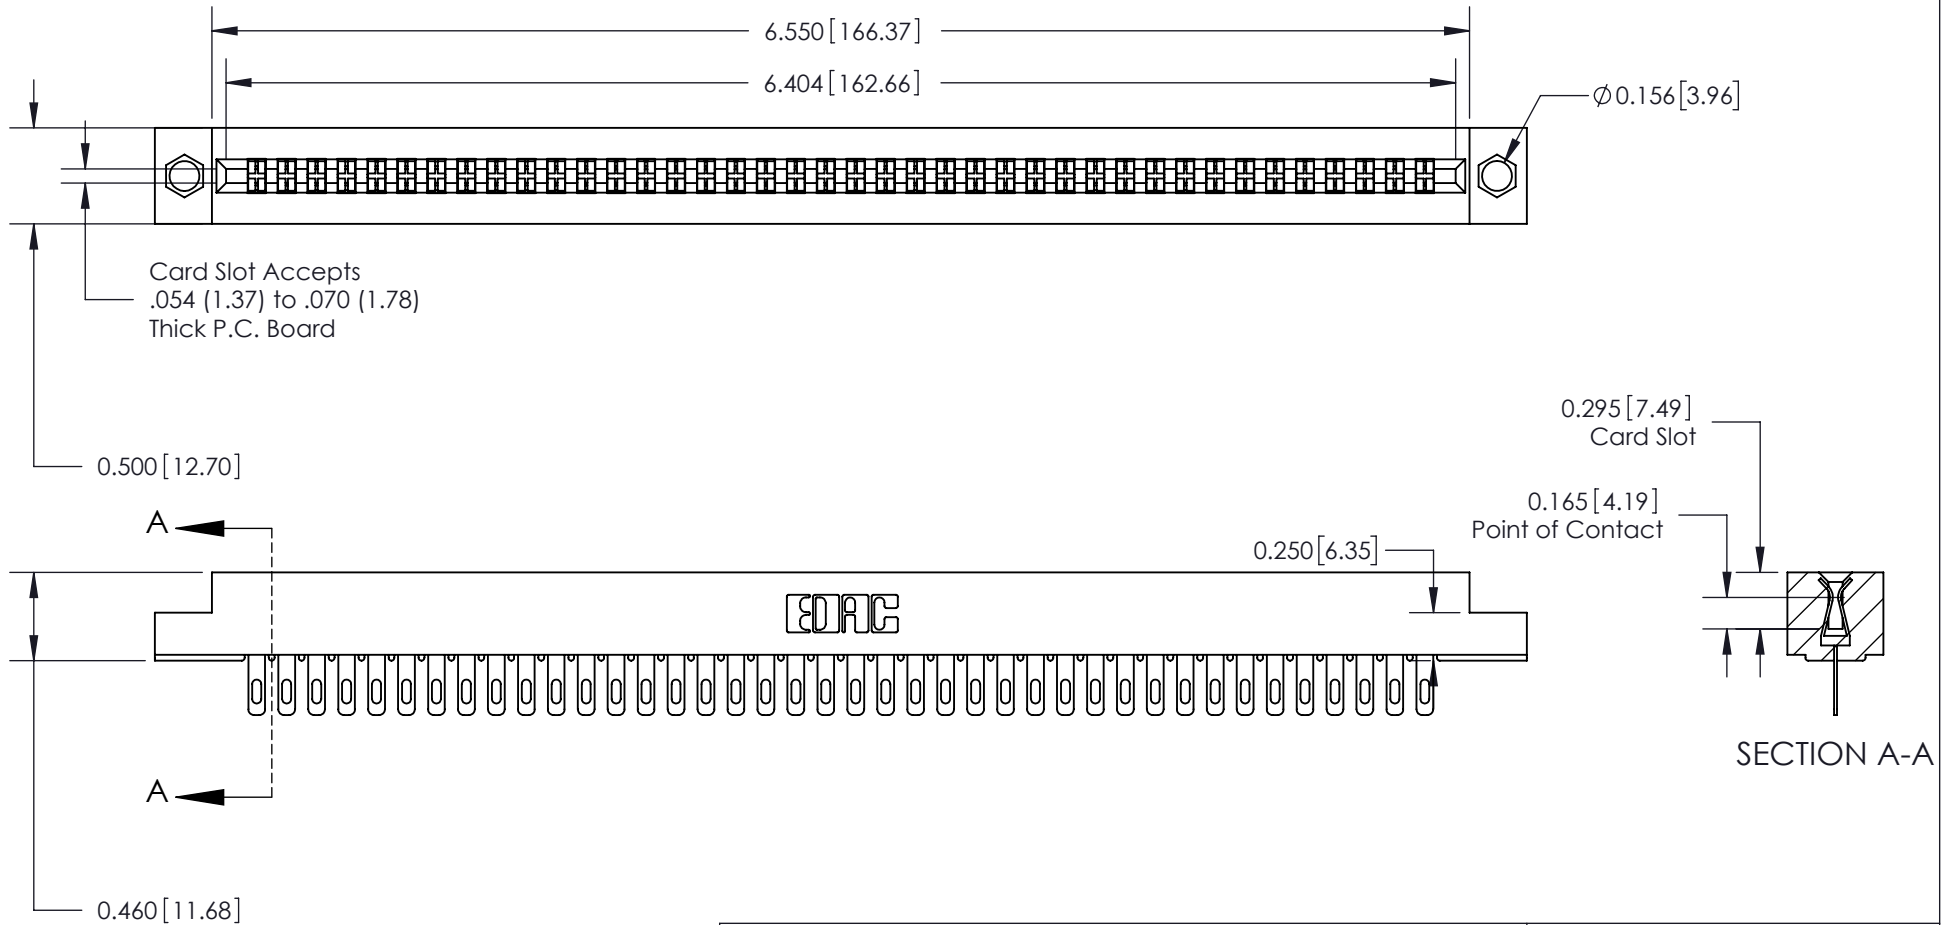 6.550[166.37]
6.404[162.66]
Ø0.156[3.96]
Card Slot Accepts
.054 (1.37) to .070 (1.78)
Thick P.C. Board
0.295[7.49]
Card Slot
0.500[12.70]
0.165[4.19]
Point of Contact
A
0.250[6.35]
EDAC
SECTION A-A
A
0.460[11.68]